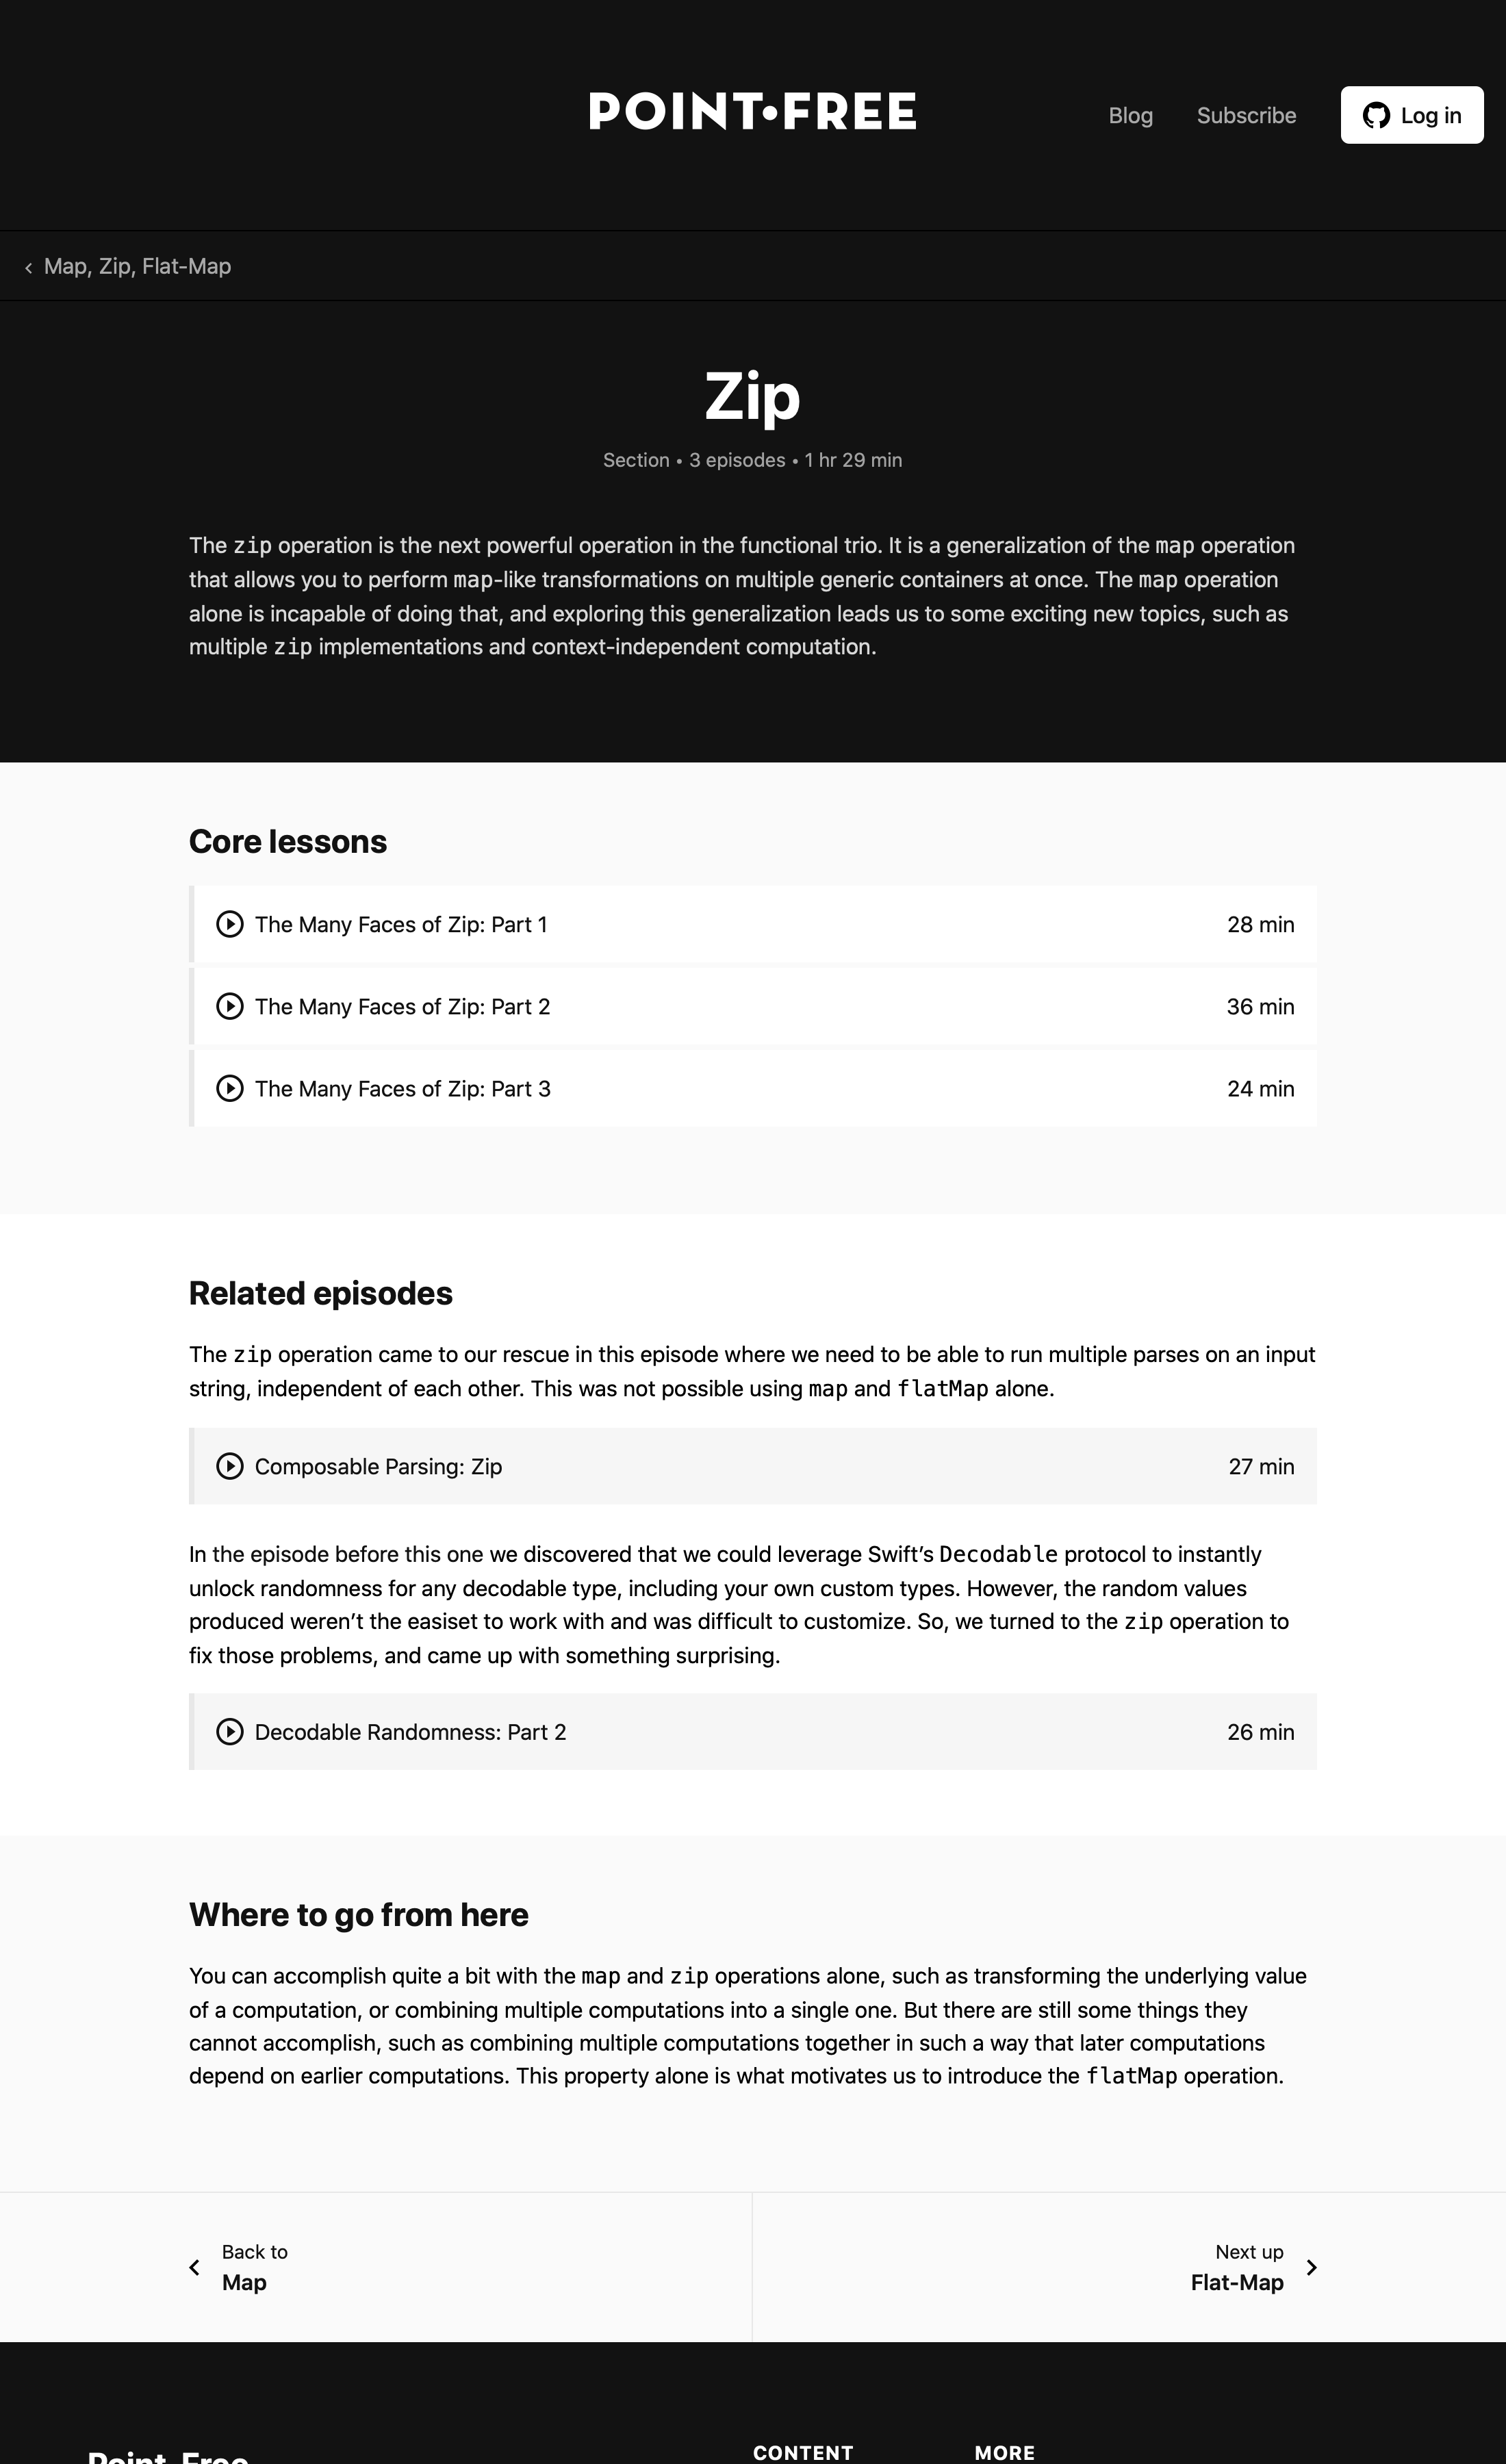 POINT•FREE
Blog
Subscribe
Log in
Map, Zip, Flat-Map
Zip
Section • 3 episodes • 1 hr 29 min
The zip operation is the next powerful operation in the functional trio. It is a generalization of the map operation
that allows you to perform map-like transformations on multiple generic containers at once. The map operation
alone is incapable of doing that, and exploring this generalization leads us to some exciting new topics, such as
multiple zip implementations and context-independent computation.
Core lessons
The Many Faces of Zip: Part 1
28 min
The Many Faces of Zip: Part 2
36 min
The Many Faces of Zip: Part 3
24 min
Related episodes
The zip operation came to our rescue in this episode where we need to be able to run multiple parses on an input
string, independent of each other. This was not possible using map and flatMap alone.
Composable Parsing: Zip
27 min
In the episode before this one we discovered that we could leverage Swift’s Decodable protocol to instantly
unlock randomness for any decodable type, including your own custom types. However, the random values
produced weren’t the easiset to work with and was difficult to customize. So, we turned to the zip operation to
fix those problems, and came up with something surprising.
Decodable Randomness: Part 2
26 min
Where to go from here
You can accomplish quite a bit with the map and zip operations alone, such as transforming the underlying value
of a computation, or combining multiple computations into a single one. But there are still some things they
cannot accomplish, such as combining multiple computations together in such a way that later computations
depend on earlier computations. This property alone is what motivates us to introduce the flatMap operation.
Back to
Map
Next up
Flat-Map
Point-Free
CONTENT
MORE